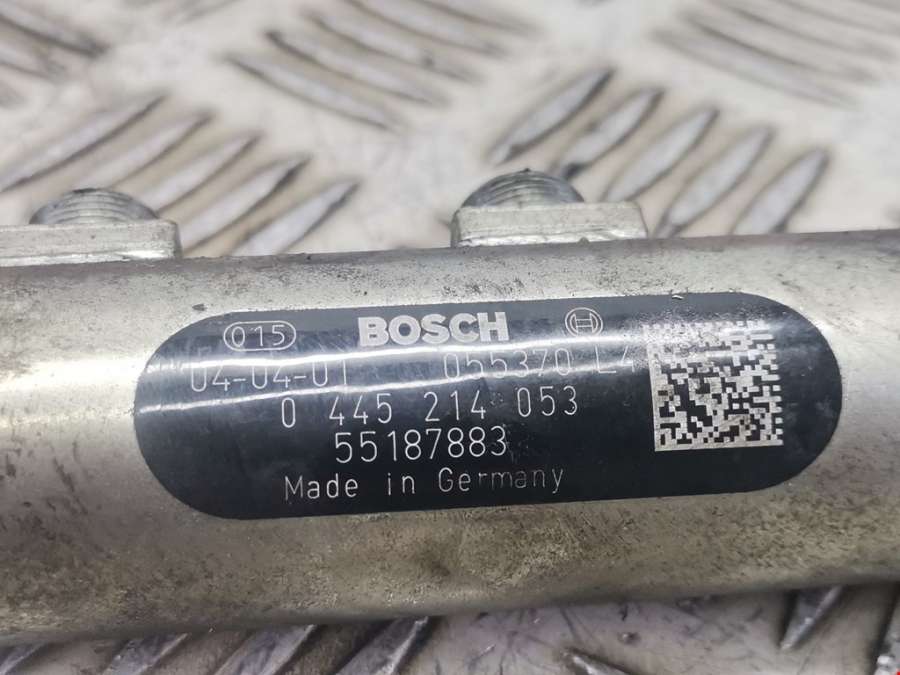 015 BOSCH
04-04-01 055370 L4
0 445 214 053
55187883
Made in Germany